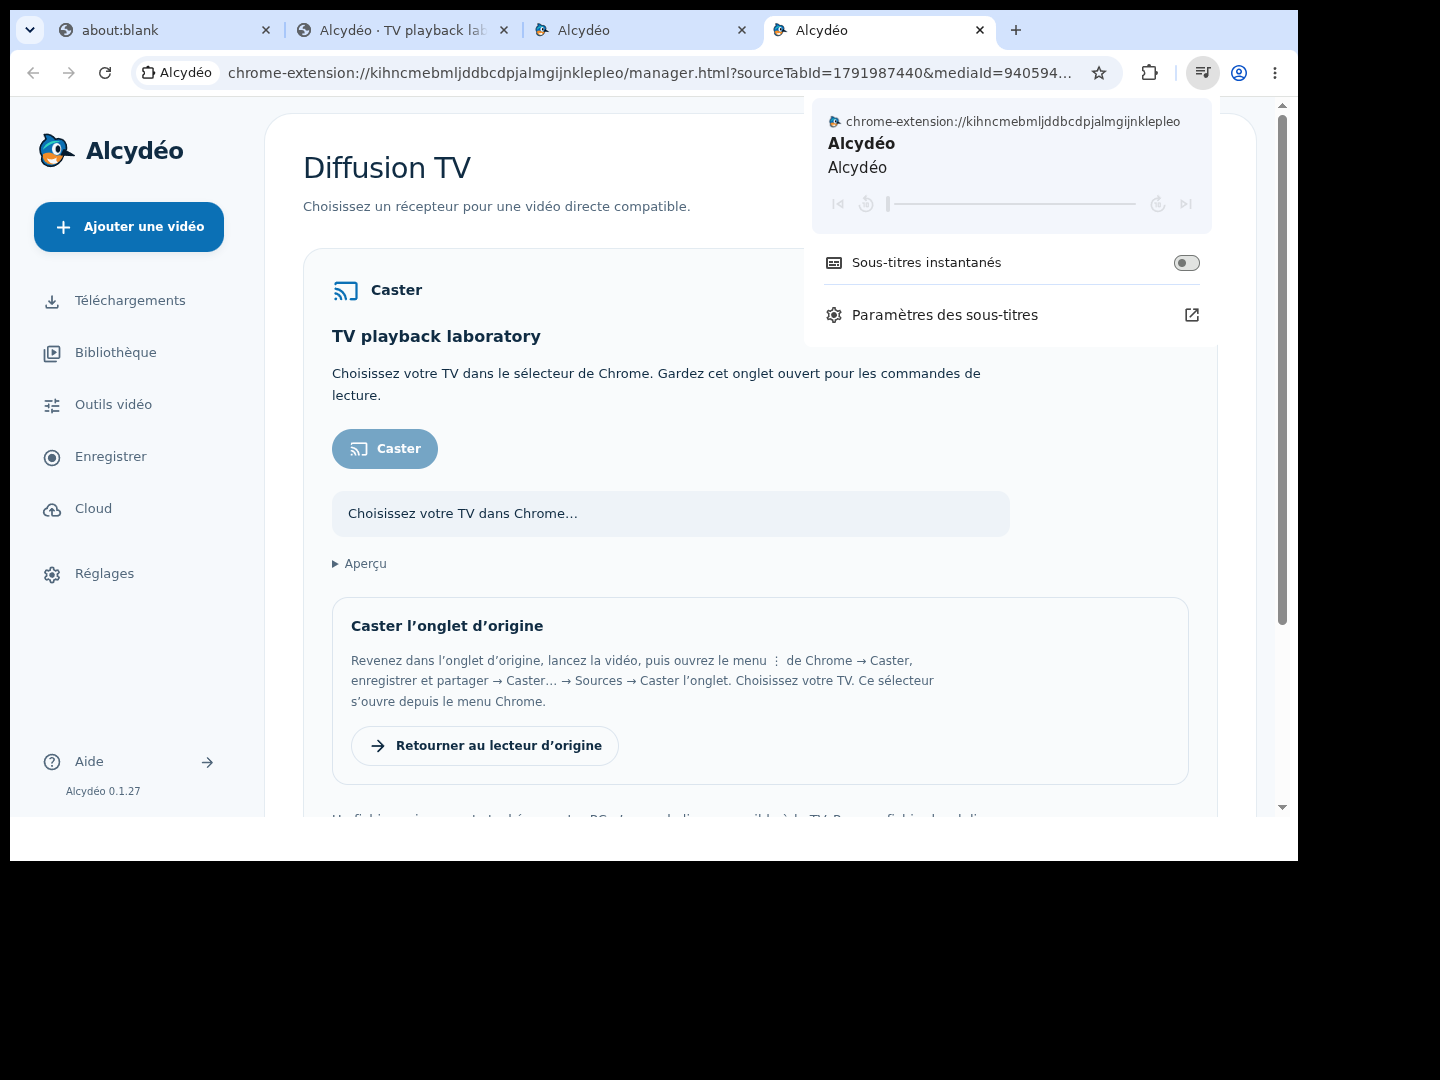 about:blank
Alcydéo · TV playback lab
Alcydéo
Alcydéo
Alcydéo
chrome-extension://kihncmebmljddbcdpjalmgijnklepleo/manager.html?sourceTabId=1791987440&mediaId=940594...
Alcydéo
Ajouter une vidéo
Téléchargements
Bibliothèque
Outils vidéo
Enregistrer
Cloud
Réglages
Aide
Alcydéo 0.1.27
Diffusion TV
Choisissez un récepteur pour une vidéo directe compatible.
Caster
TV playback laboratory
Choisissez votre TV dans le sélecteur de Chrome. Gardez cet onglet ouvert pour les commandes de
lecture.
Caster
Choisissez votre TV dans Chrome…
Aperçu
Caster l’onglet d’origine
Revenez dans l’onglet d’origine, lancez la vidéo, puis ouvrez le menu ⋮ de Chrome → Caster,
enregistrer et partager → Caster… → Sources → Caster l’onglet. Choisissez votre TV. Ce sélecteur
s’ouvre depuis le menu Chrome.
Retourner au lecteur d’origine
chrome-extension://kihncmebmljddbcdpjalmgijnklepleo
Alcydéo
Alcydéo
Sous-titres instantanés
Paramètres des sous-titres